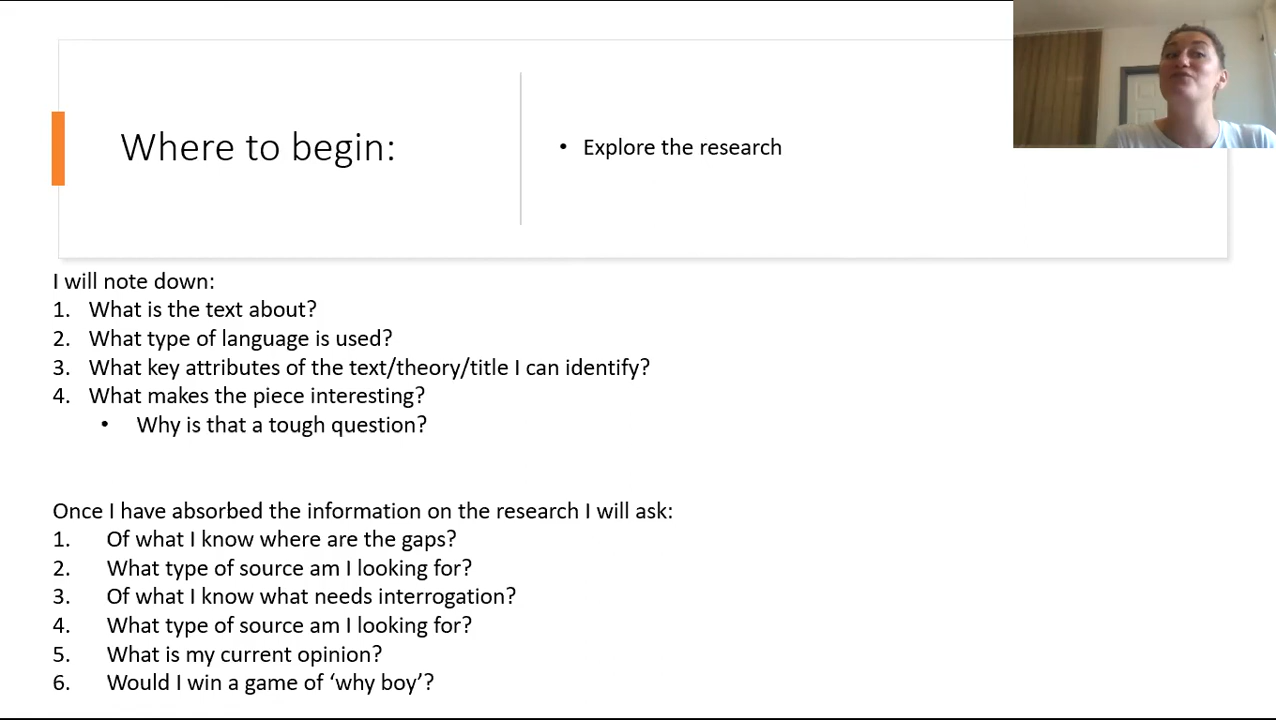 Where to begin:
• Explore the research
I will note down:
1. What is the text about?
2. What type of language is used?
3. What key attributes of the text/theory/title I can identify?
4. What makes the piece interesting?
• Why is that a tough question?
Once I have absorbed the information on the research I will ask:
1. Of what I know where are the gaps?
2. What type of source am I looking for?
3. Of what I know what needs interrogation?
4. What type of source am I looking for?
5. What is my current opinion?
6. Would I win a game of ‘why boy’?